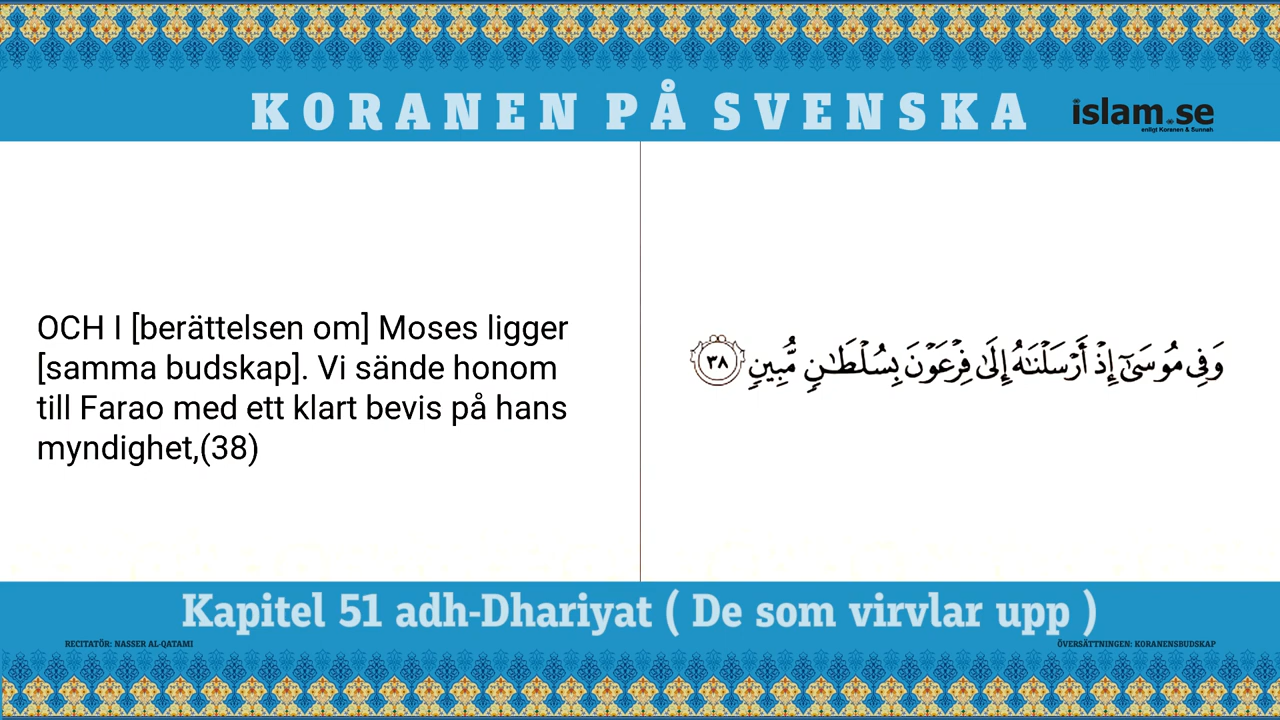 KORANEN PÅ SVENSKA
islam.se
enligt Koranen & Sunnah
OCH I [berättelsen om] Moses ligger
[samma budskap]. Vi sände honom
till Farao med ett klart bevis på hans
myndighet,(38)
وَفِى مُوسَىٰٓ إِذْ أَرْسَلْنَـٰهُ إِلَىٰ فِرْعَوْنَ بِسُلْطَـٰنٍ مُّبِينٍ ٣٨
Kapitel 51 adh-Dhariyat ( De som virvlar upp )
RECITATÖR: NASSER AL-QATAMI
ÖVERSÄTTNINGEN: KORANENSBUDSKAP